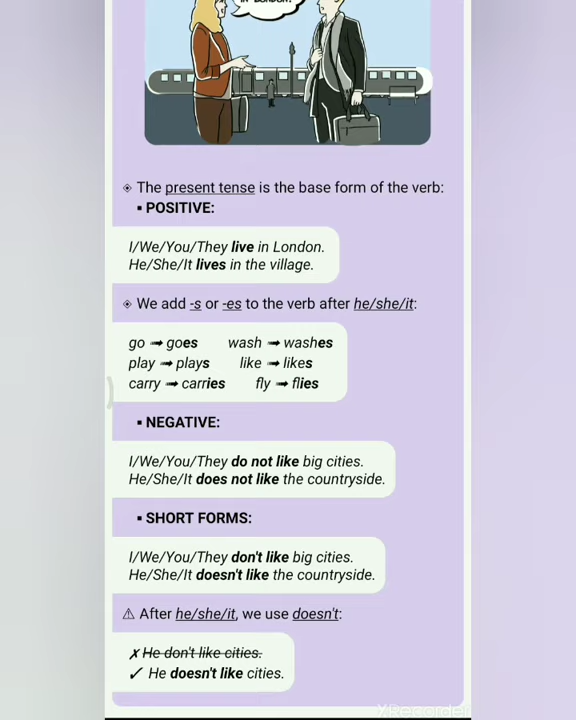 IN LONDON?
◈ The present tense is the base form of the verb:
▪ POSITIVE:
I/We/You/They live in London.
He/She/It lives in the village.
◈ We add -s or -es to the verb after he/she/it:
go ➟ goes wash ➟ washes
play ➟ plays like ➟ likes
carry ➟ carries fly ➟ flies
▪ NEGATIVE:
I/We/You/They do not like big cities.
He/She/It does not like the countryside.
▪ SHORT FORMS:
I/We/You/They don't like big cities.
He/She/It doesn't like the countryside.
⚠ After he/she/it, we use doesn't:
✗ He don't like cities.
✓ He doesn't like cities.
XRecorder